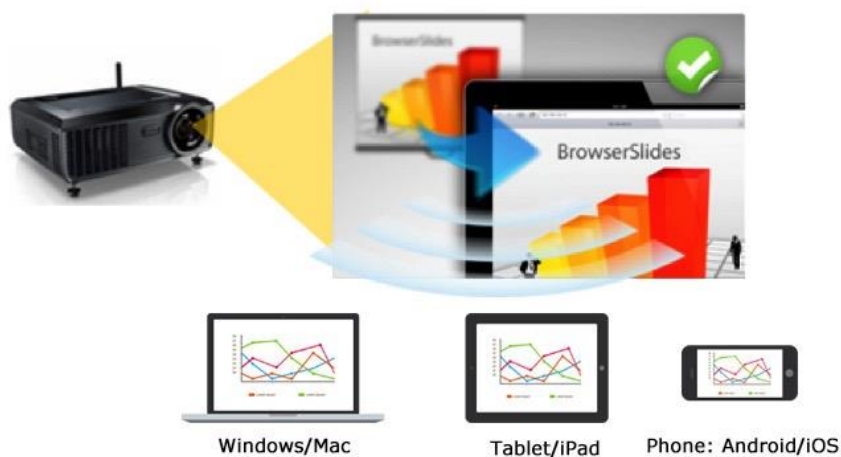 BrowserSlides
BrowserSlides
Windows/Mac
Tablet/iPad
Phone: Android/iOS